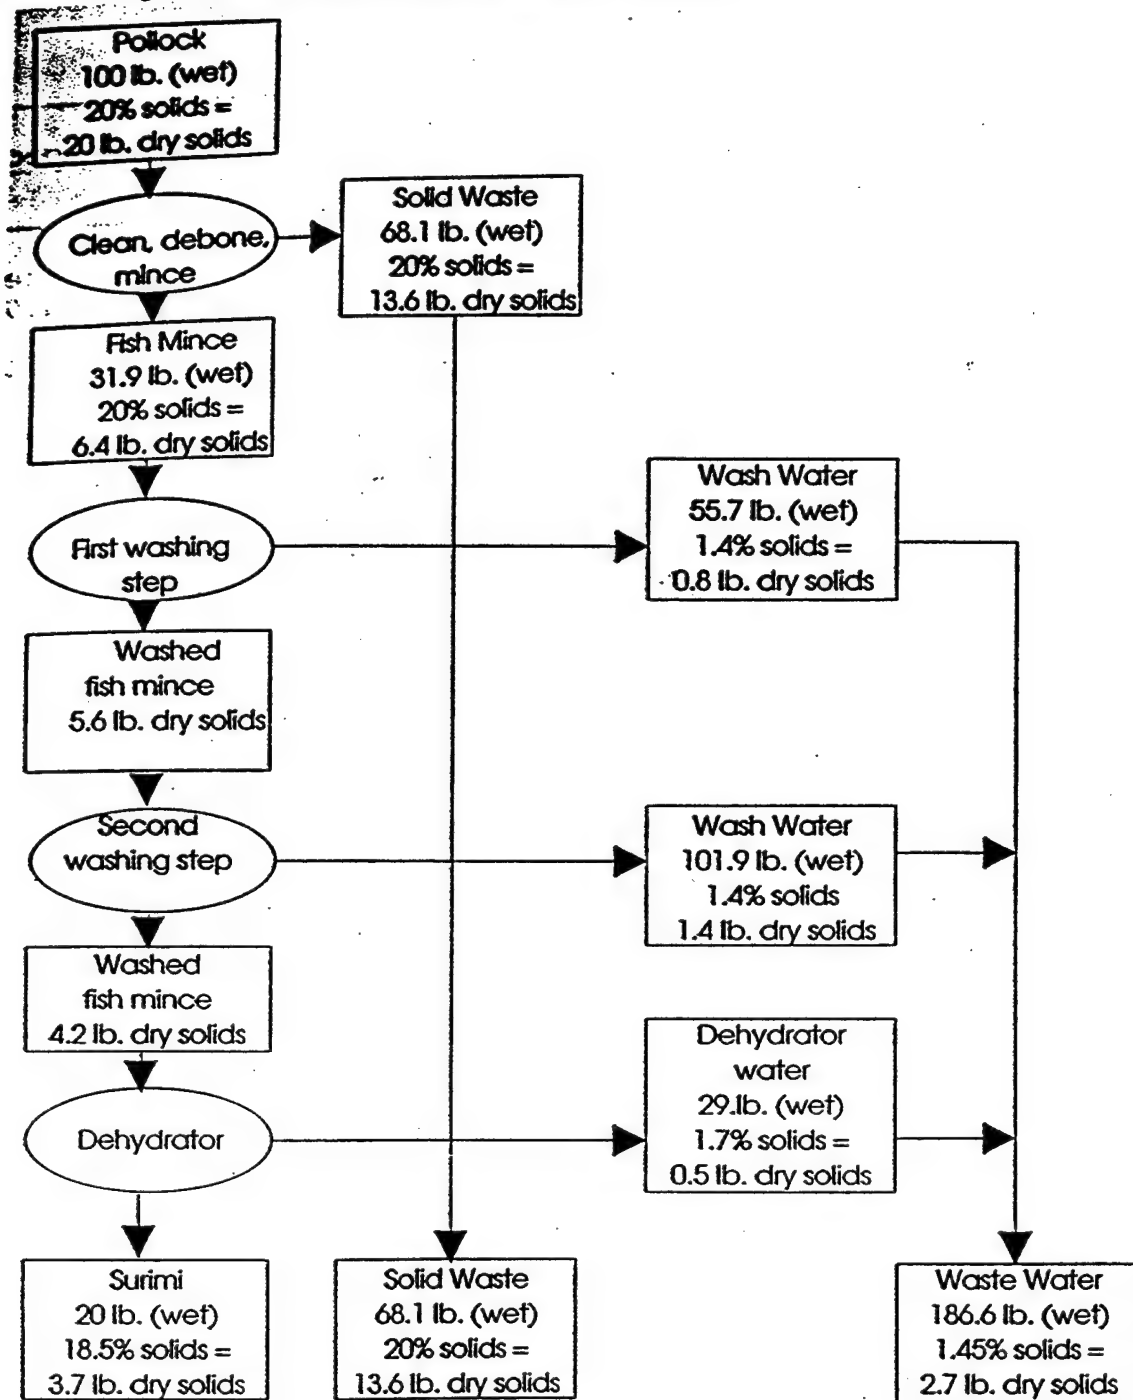 Pollock
100 lb. (wet)
20% solids =
20 lb. dry solids
Clean, debone,
mince
Solid Waste
68.1 lb. (wet)
20% solids =
13.6 lb. dry solids
Fish Mince
31.9 lb. (wet)
20% solids =
6.4 lb. dry solids
First washing
step
Wash Water
55.7 lb. (wet)
1.4% solids =
0.8 lb. dry solids
Washed
fish mince
5.6 lb. dry solids
Second
washing step
Wash Water
101.9 lb. (wet)
1.4% solids
1.4 lb. dry solids
Washed
fish mince
4.2 lb. dry solids
Dehydrator
Dehydrator
water
29.lb. (wet)
1.7% solids =
0.5 lb. dry solids
Surimi
20 lb. (wet)
18.5% solids =
3.7 lb. dry solids
Solid Waste
68.1 lb. (wet)
20% solids =
13.6 lb. dry solids
Waste Water
186.6 lb. (wet)
1.45% solids =
2.7 lb. dry solids